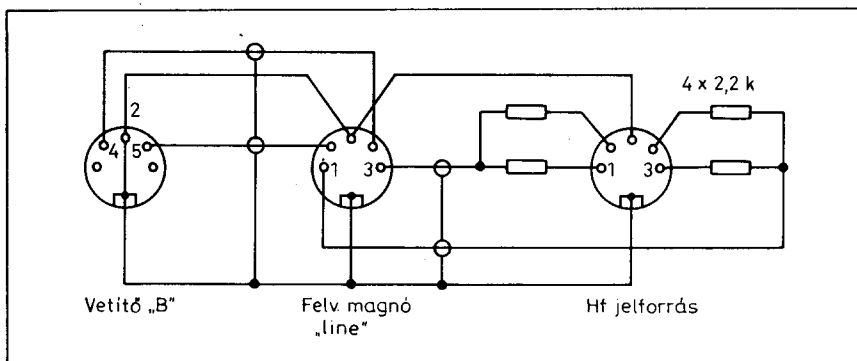 4 x 2,2 k
2
4
5
1
3
1
3
Vetítő „B"
Felv. magnó
„line"
Hf jelforrás